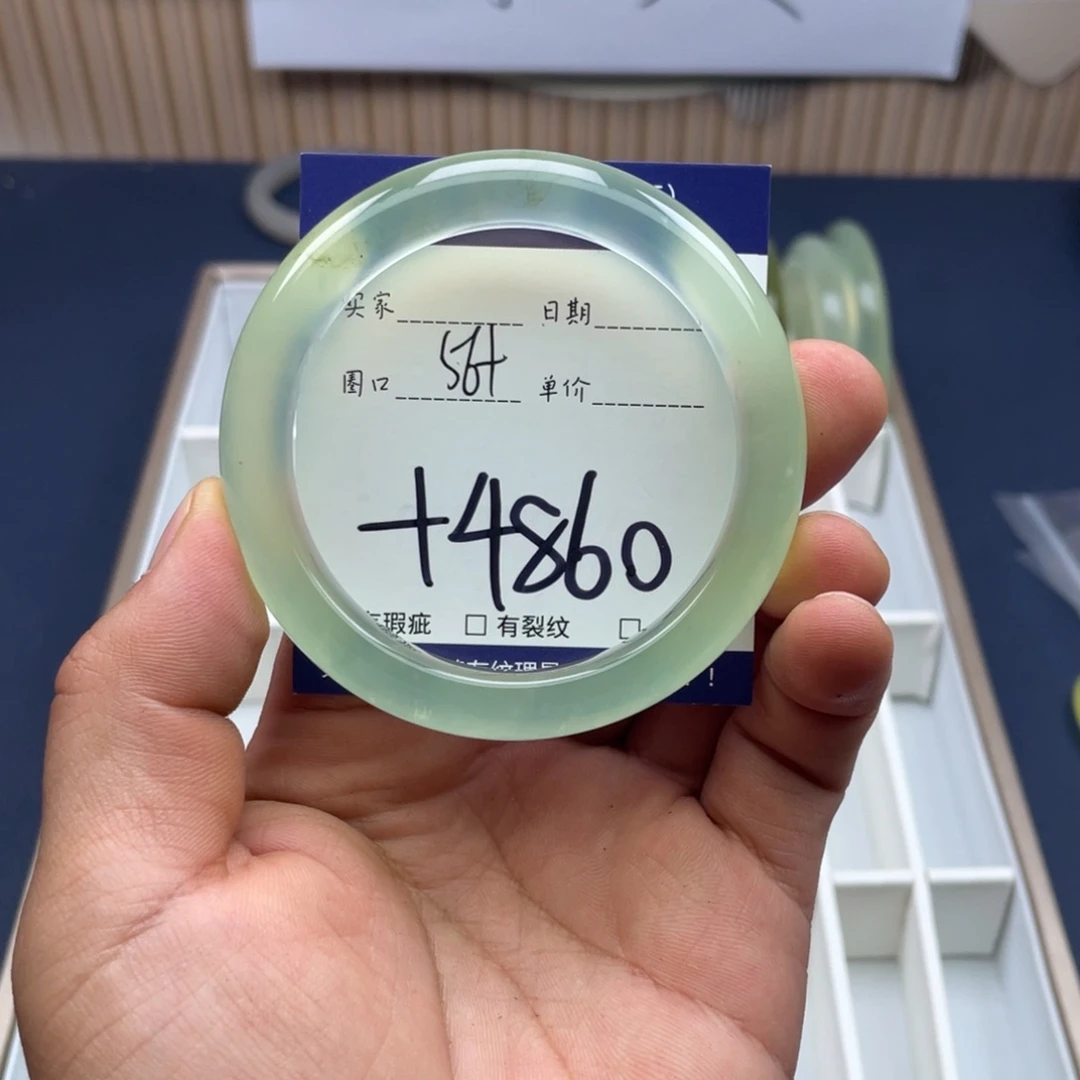 买家 日期
圈口 56+ 单价
+4860
瑕疵 □ 有裂纹 □